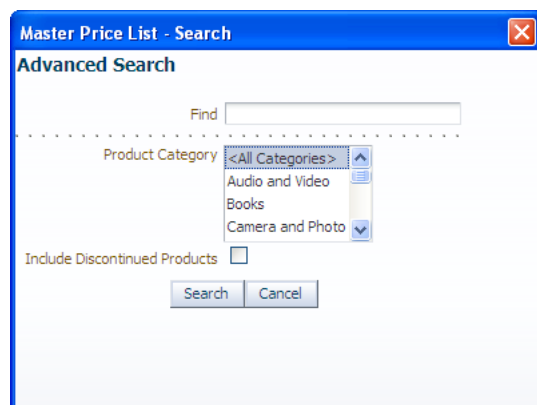 Master Price List - Search
Advanced Search
Find
Product Category
<All Categories>
Audio and Video
Books
Camera and Photo
Include Discontinued Products
Search Cancel